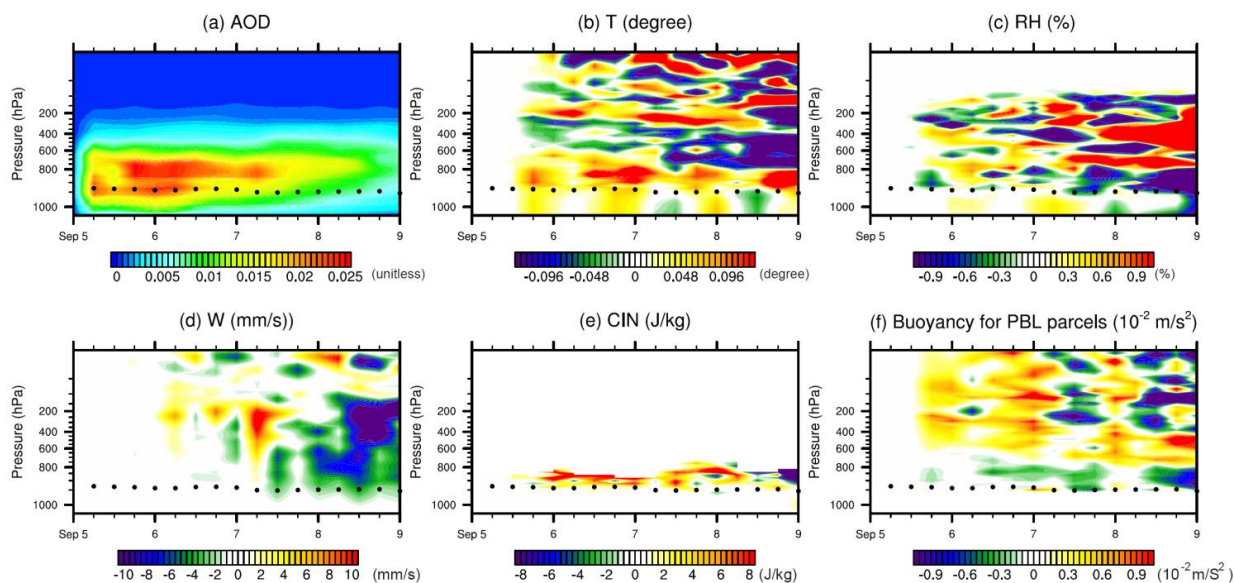 (a) AOD
Pressure (hPa)
200
400
600
800
1000
Sep 5
6
7
8
9
0 0.005 0.01 0.015 0.02 0.025 (unitless)
(b) T (degree)
Pressure (hPa)
200
400
600
800
1000
Sep 5
6
7
8
9
-0.096 -0.048 0 0.048 0.096 (degree)
(c) RH (%)
Pressure (hPa)
200
400
600
800
1000
Sep 5
6
7
8
9
-0.9 -0.6 -0.3 0 0.3 0.6 0.9 (%)
(d) W (mm/s))
Pressure (hPa)
200
400
600
800
1000
Sep 5
6
7
8
9
-10 -8 -6 -4 -2 0 2 4 6 8 10 (mm/s)
(e) CIN (J/kg)
Pressure (hPa)
200
400
600
800
1000
Sep 5
6
7
8
9
-8 -6 -4 -2 0 2 4 6 8 (J/kg)
(f) Buoyancy for PBL parcels (10⁻² m/s²)
Pressure (hPa)
200
400
600
800
1000
Sep 5
6
7
8
9
-0.9 -0.6 -0.3 0 0.3 0.6 0.9 (10⁻² m/S²)